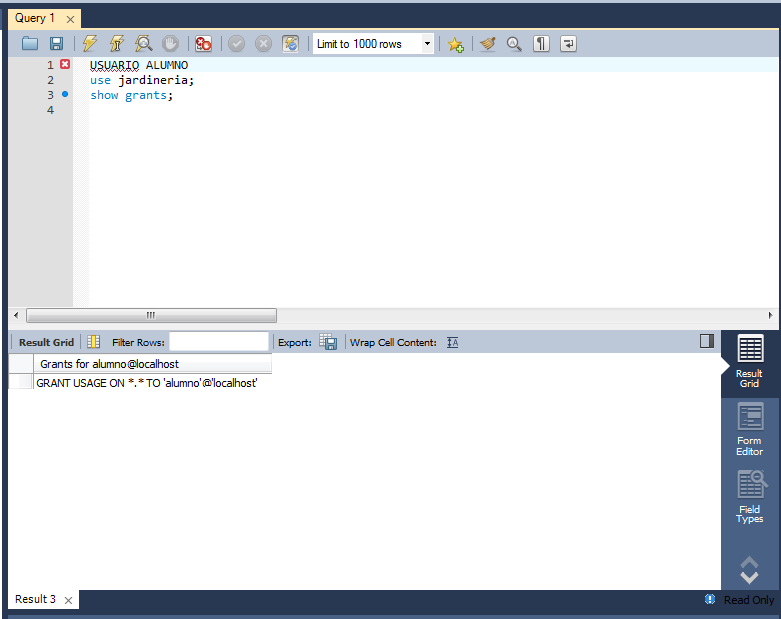 Query 1
Limit to 1000 rows
1 USUARIO ALUMNO
2 use jardineria;
3 show grants;
4
Result Grid Filter Rows: Export: Wrap Cell Content:
Grants for alumno@localhost
GRANT USAGE ON *.* TO 'alumno'@'localhost'
Result
Grid
Form
Editor
Field
Types
Result 3
Read Only